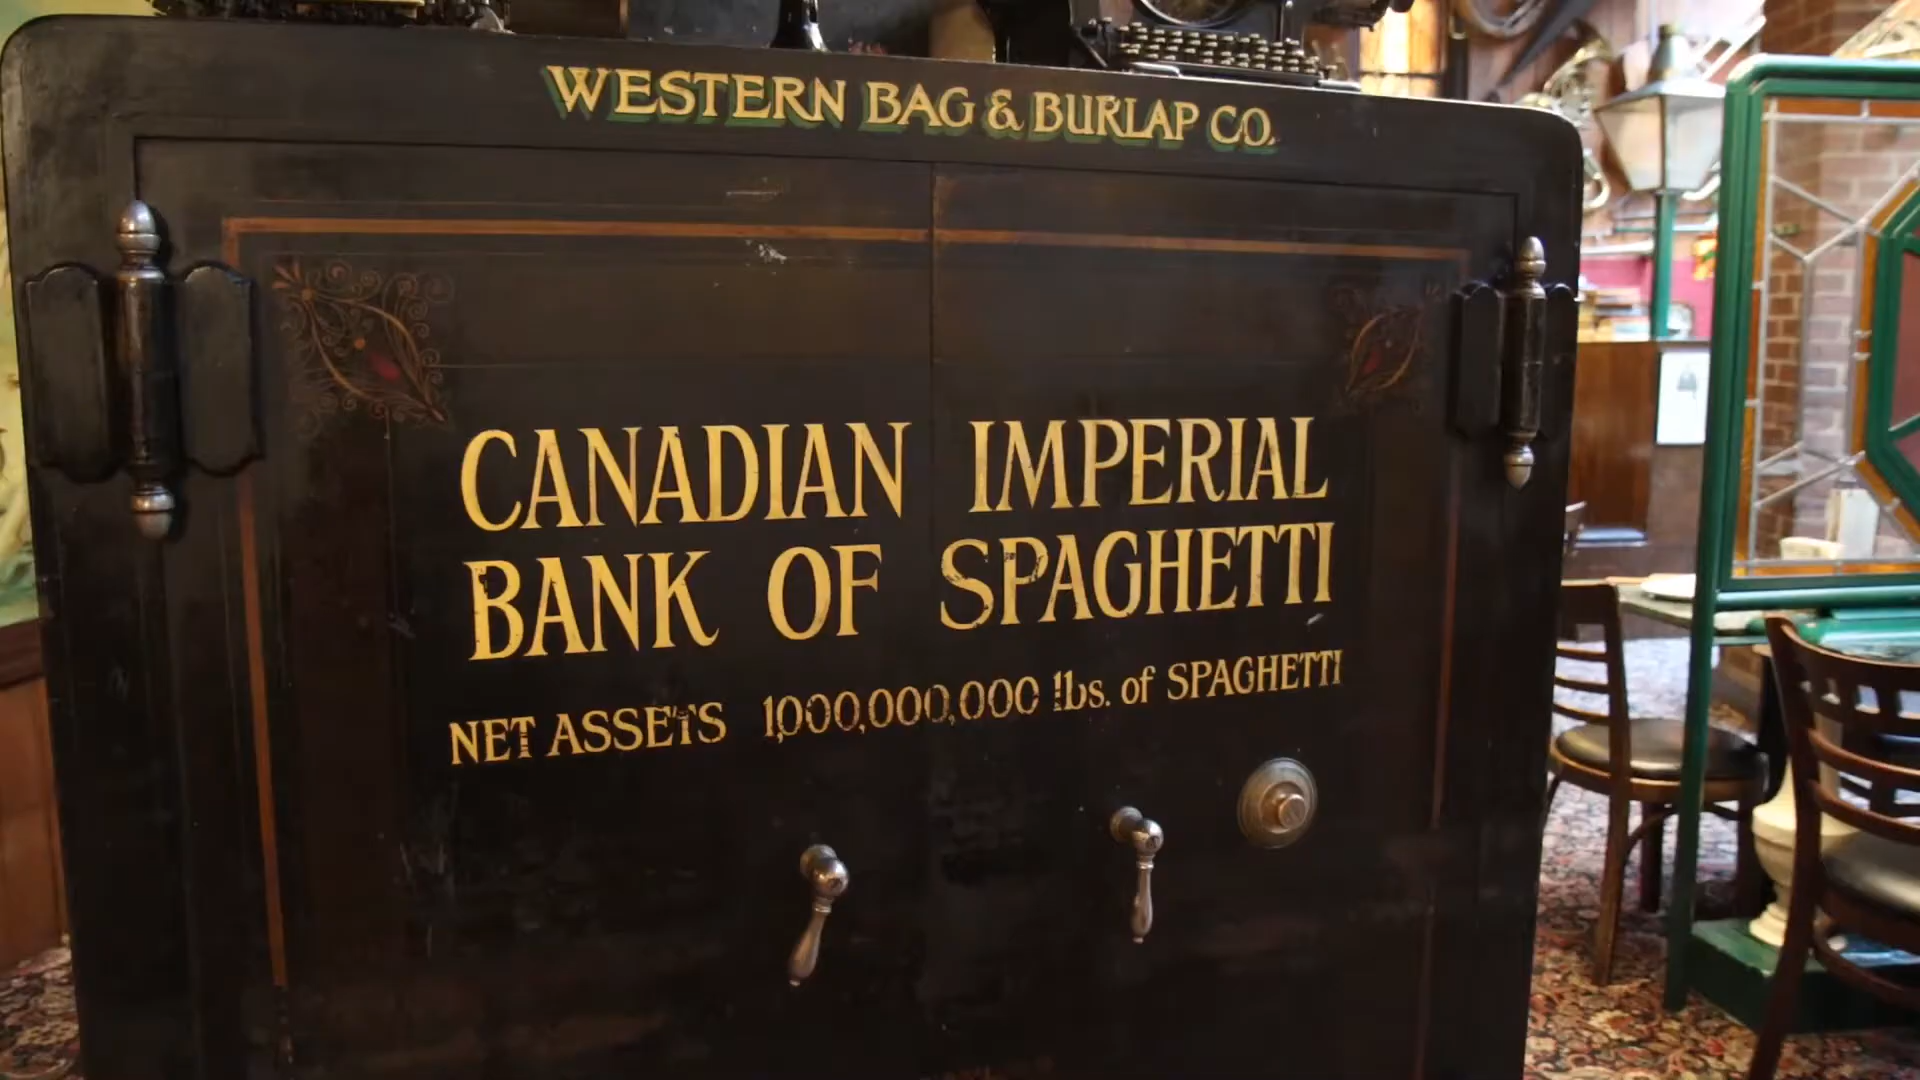 WESTERN BAG & BURLAP CO.
CANADIAN IMPERIAL
BANK OF SPAGHETTI
NET ASSETS 1,000,000,000 lbs. of SPAGHETTI